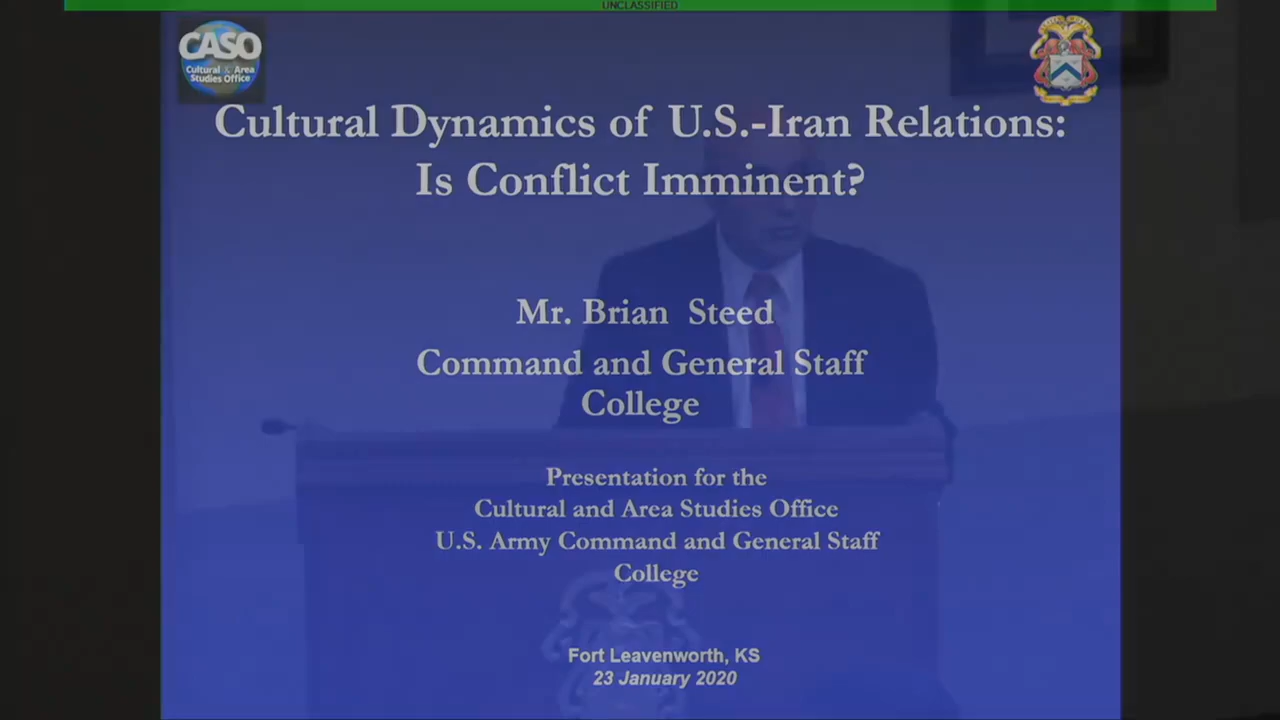 UNCLASSIFIED
CASO
Cultural & Area
Studies Office
Cultural Dynamics of U.S.-Iran Relations:
Is Conflict Imminent?
Mr. Brian Steed
Command and General Staff
College
Presentation for the
Cultural and Area Studies Office
U.S. Army Command and General Staff
College
Fort Leavenworth, KS
23 January 2020